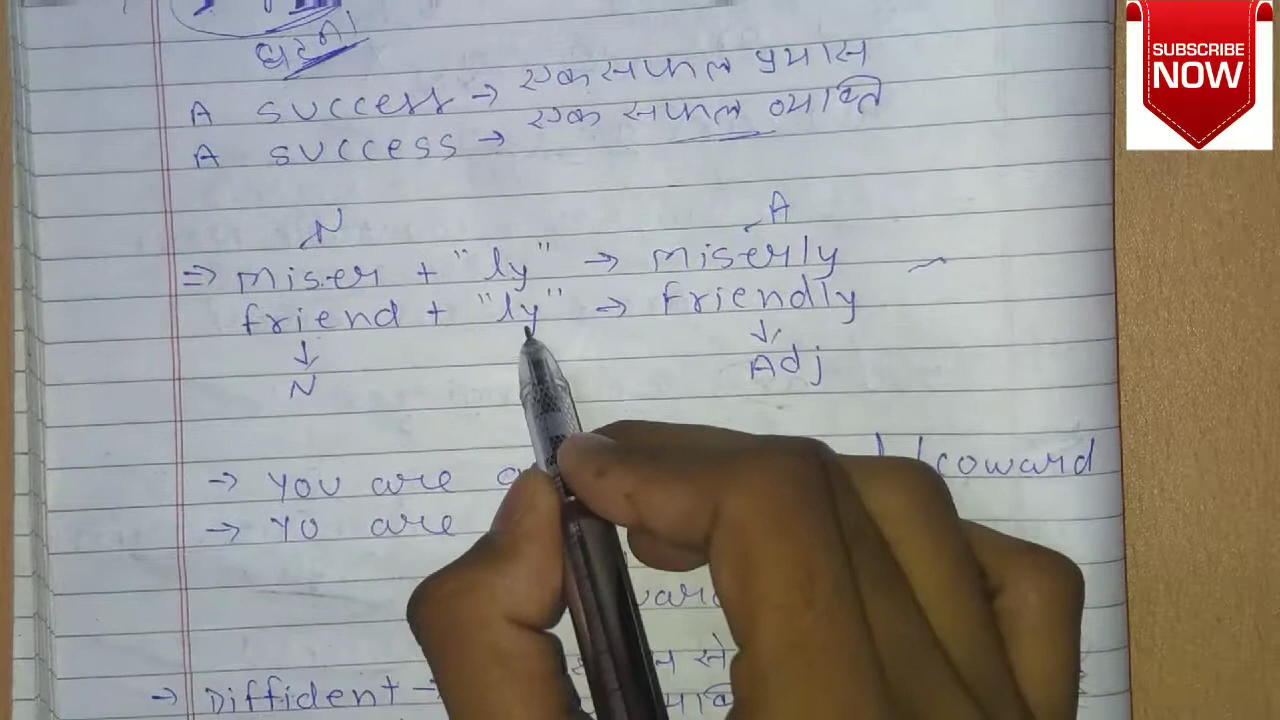 घटना
A success → एक सफल प्रयास
A success → एक सफल व्यक्ति
N A
⇒ Miser + "ly" → Miserly
friend + "ly" → Friendly
↓ ↓
N Adj
→ You are / coward
→ Yo are
से
→ Diffident →
SUBSCRIBE
NOW